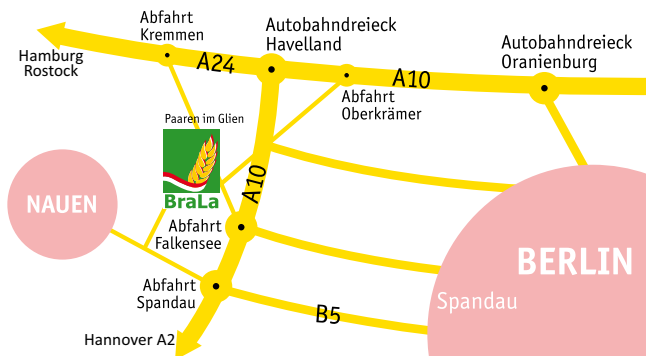 Abfahrt
Kremmen
Autobahndreieck
Havelland
Autobahndreieck
Oranienburg
Hamburg
Rostock
A24
A10
Abfahrt
Oberkrämer
Paaren im Glien
BraLa
A10
NAUEN
Abfahrt
Falkensee
BERLIN
Abfahrt
Spandau
Spandau
B5
Hannover A2